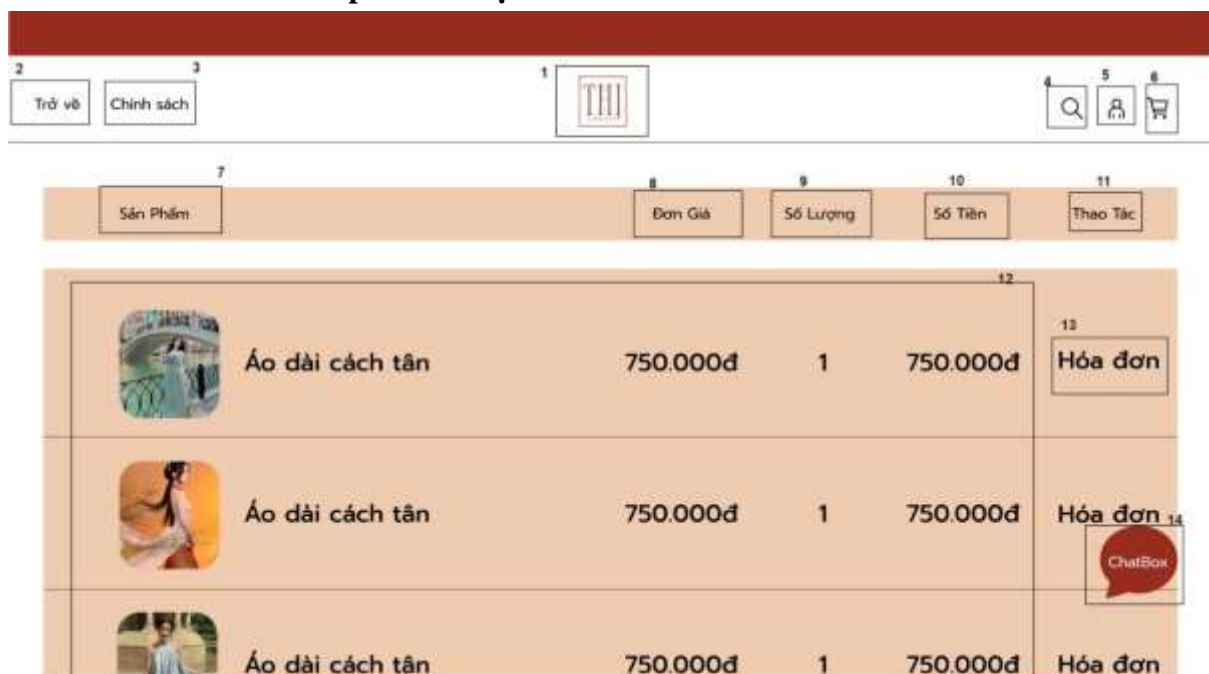 2 3 1 4 5 6
Trở về Chính sách THJ
7 8 9 10 11
Sản Phẩm Đơn Giá Số Lượng Số Tiền Thao Tác
12
13
Áo dài cách tân 750.000đ 1 750.000đ Hóa đơn
Áo dài cách tân 750.000đ 1 750.000đ Hóa đơn
14
ChatBox
Áo dài cách tân 750.000đ 1 750.000đ Hóa đơn